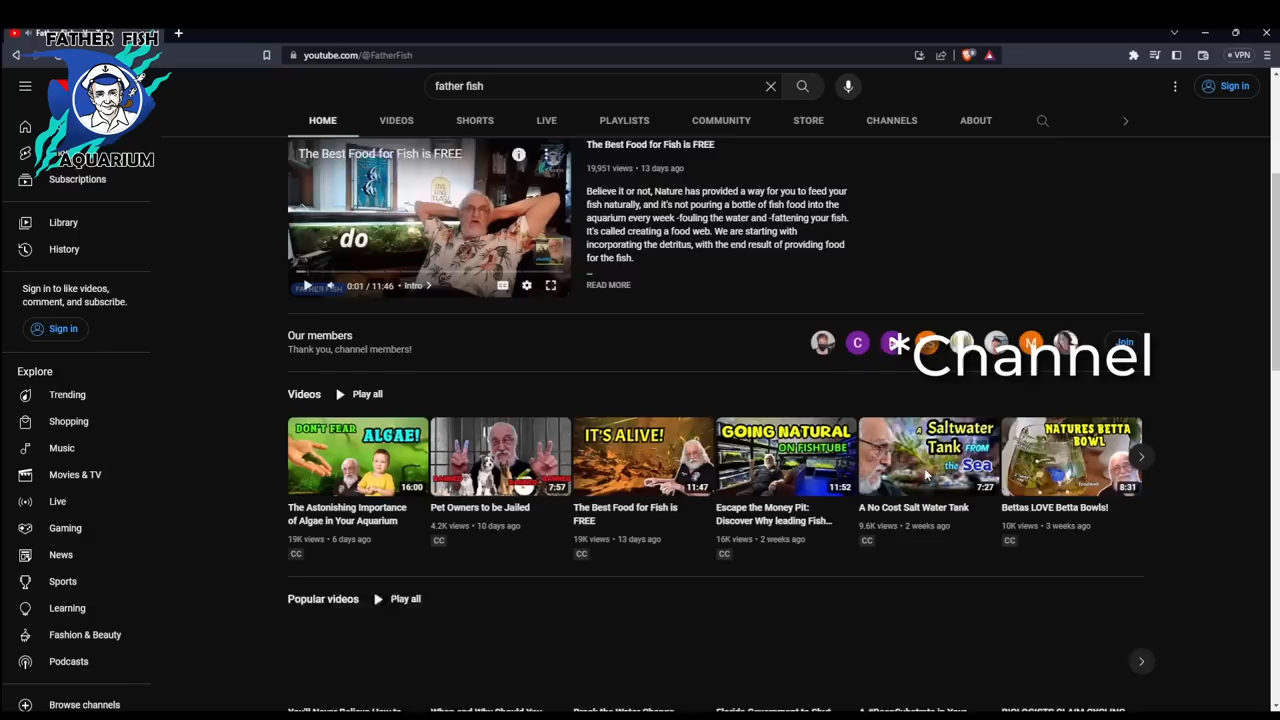 FATHER FISH
AQUARIUM
youtube.com/@FatherFish
VPN
father fish
Sign in
HOME
VIDEOS
SHORTS
LIVE
PLAYLISTS
COMMUNITY
STORE
CHANNELS
ABOUT
Subscriptions
Library
History
Sign in to like videos,
comment, and subscribe.
Sign in
Explore
Trending
Shopping
Music
Movies & TV
Live
Gaming
News
Sports
Learning
Fashion & Beauty
Podcasts
Browse channels
The Best Food for Fish is FREE
do
0:01 / 11:46 • Intro
The Best Food for Fish is FREE
19,951 views • 13 days ago
Believe it or not, Nature has provided a way for you to feed your
fish naturally, and it's not pouring a bottle of fish food into the
aquarium every week -fouling the water and -fattening your fish.
It's called creating a food web. We are starting with
incorporating the detritus, with the end result of providing food
for the fish.
...
READ MORE
Our members
Thank you, channel members!
C
M
Join
*Channel
Videos
Play all
DON'T FEAR ALGAE!
16:00
The Astonishing Importance
of Algae in Your Aquarium
19K views • 6 days ago
CC
BANNED
7:57
Pet Owners to be Jailed
4.2K views • 10 days ago
CC
IT'S ALIVE!
11:47
The Best Food for Fish is
FREE
19K views • 13 days ago
CC
GOING NATURAL
ON FISHTUBE
11:52
Escape the Money Pit:
Discover Why leading Fish...
16K views • 2 weeks ago
CC
a Saltwater
Tank FROM
the Sea
7:27
A No Cost Salt Water Tank
9.6K views • 2 weeks ago
CC
NATURES BETTA
BOWL
8:31
Bettas LOVE Betta Bowls!
10K views • 3 weeks ago
CC
Popular videos
Play all